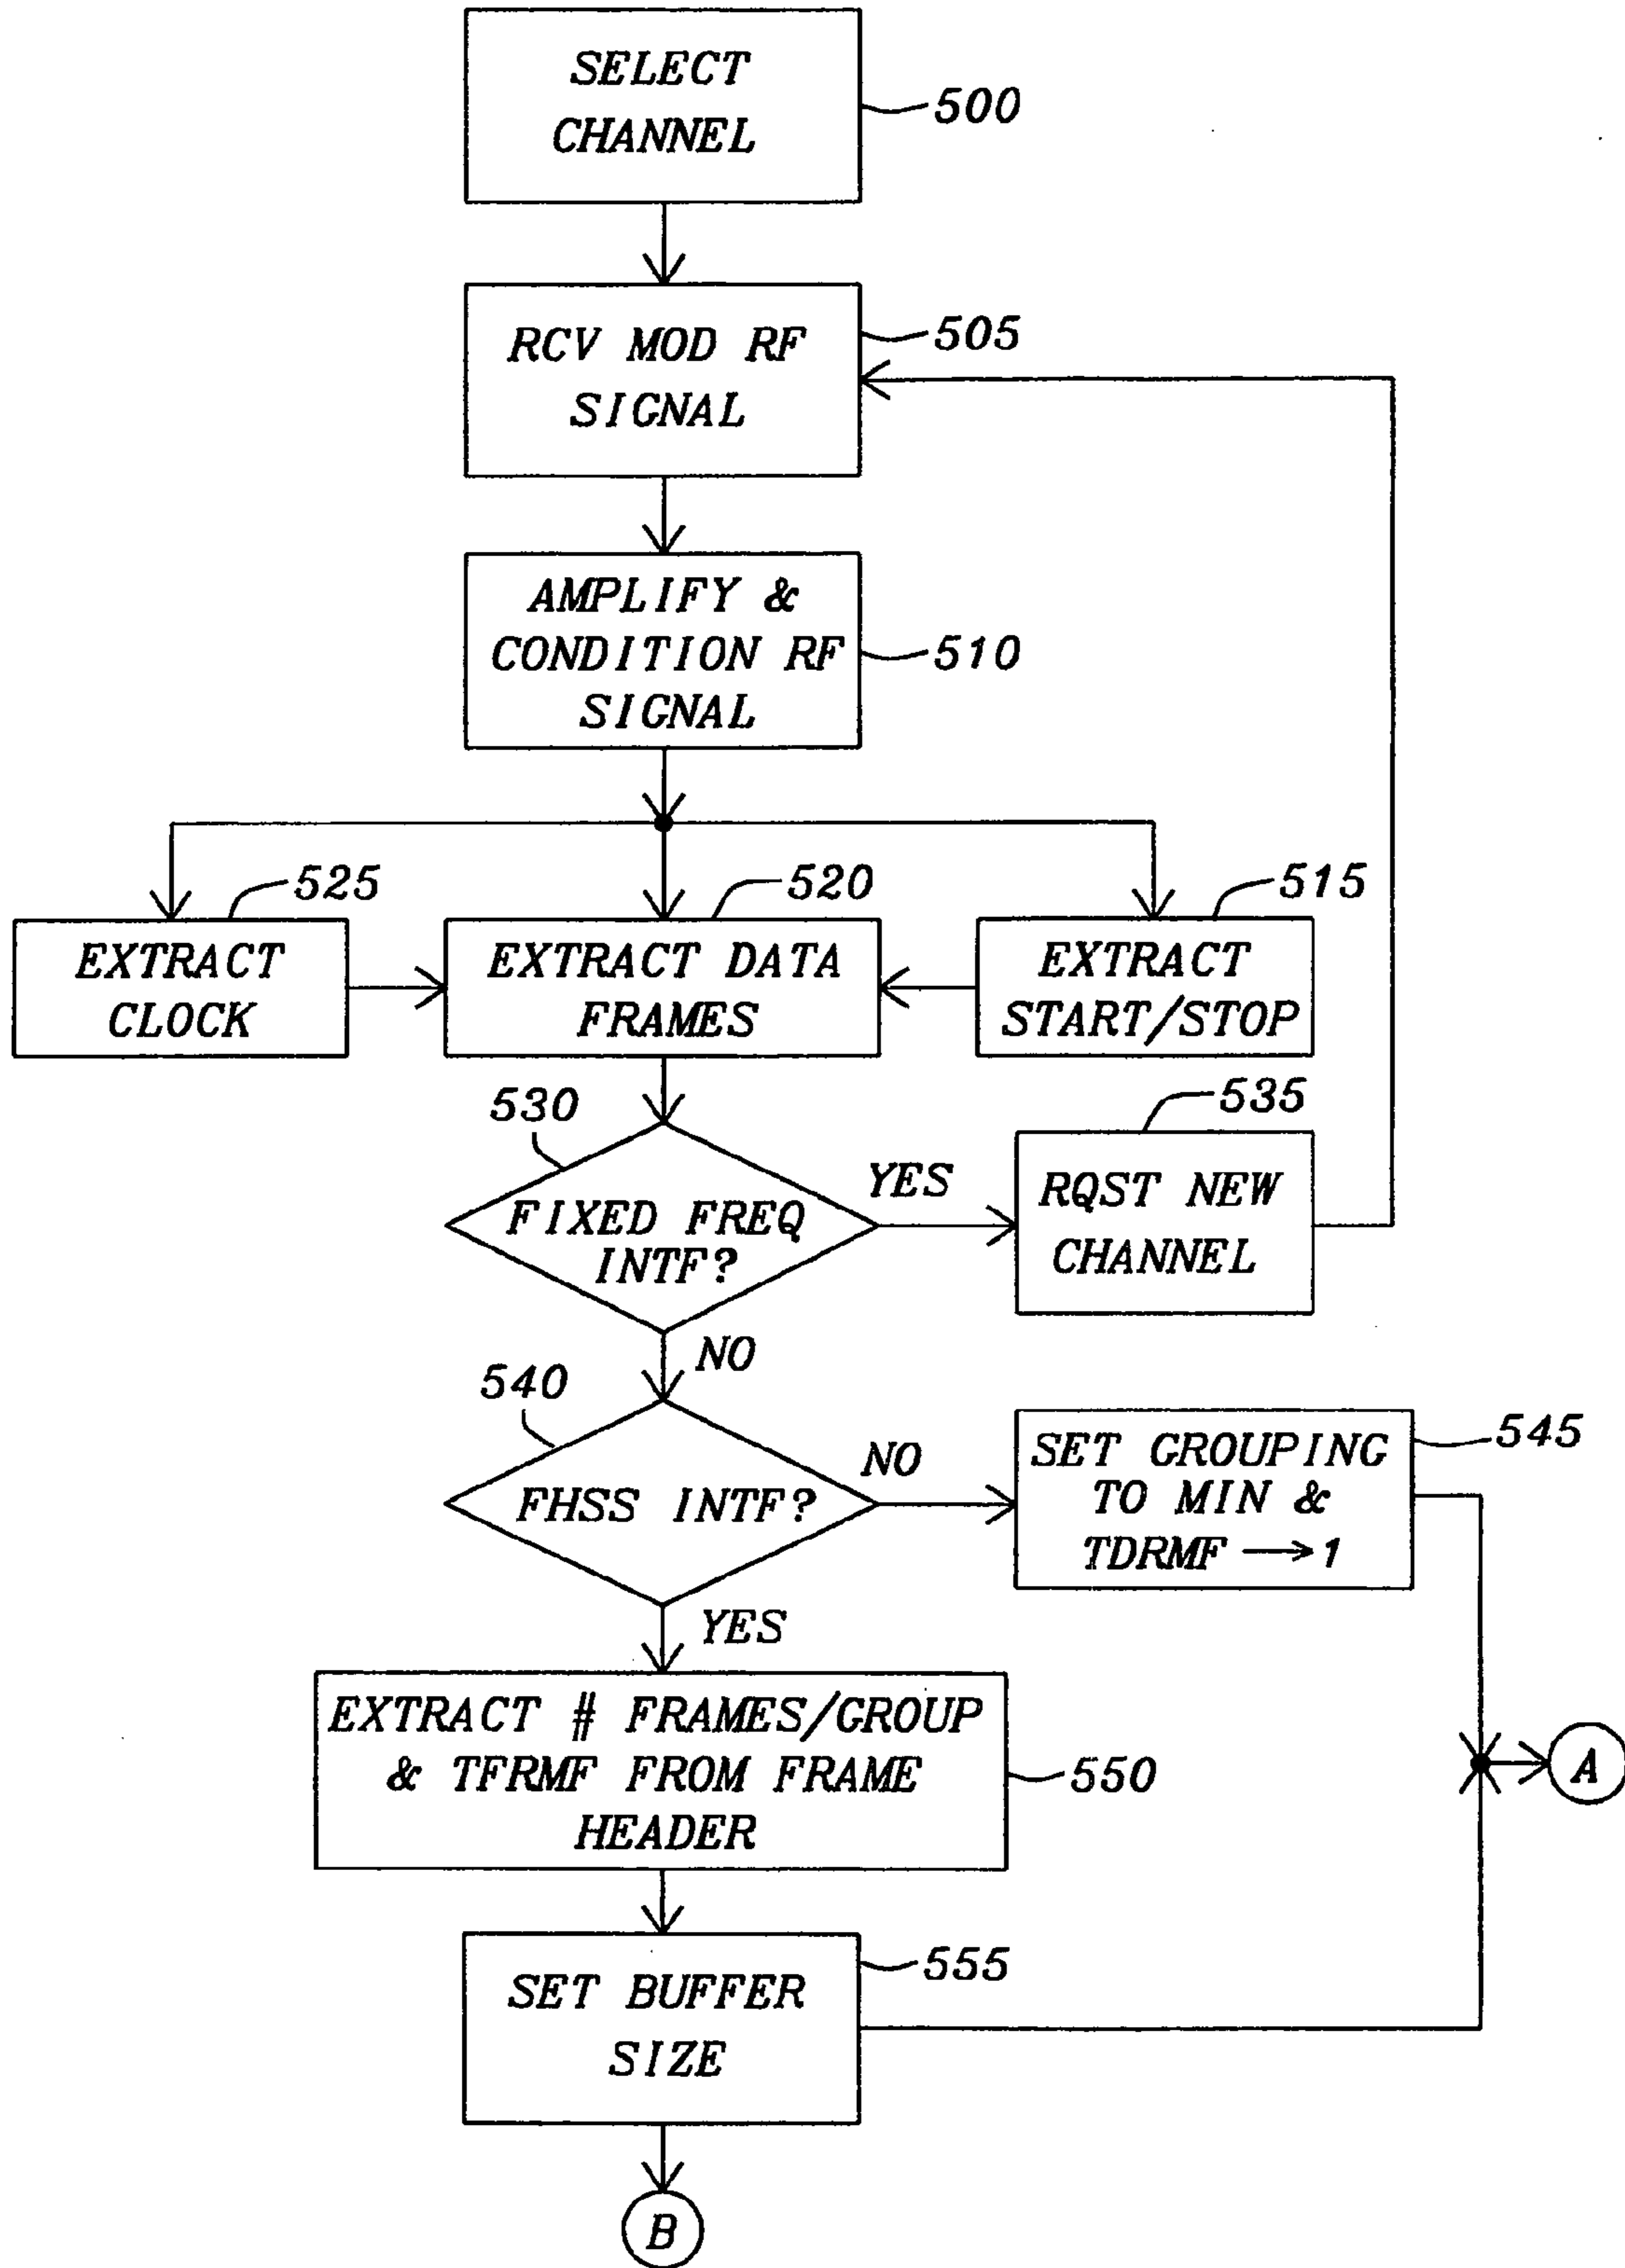 SELECT
CHANNEL
500
RCV MOD RF
SIGNAL
505
AMPLIFY &
CONDITION RF
SIGNAL
510
525
520
515
EXTRACT
CLOCK
EXTRACT DATA
FRAMES
EXTRACT
START/STOP
530
535
FIXED FREQ
INTF?
YES
RQST NEW
CHANNEL
NO
540
FHSS INTF?
NO
SET GROUPING
TO MIN &
TDRMF → 1
545
YES
EXTRACT # FRAMES/GROUP
& TFRMF FROM FRAME
HEADER
550
A
SET BUFFER
SIZE
555
B